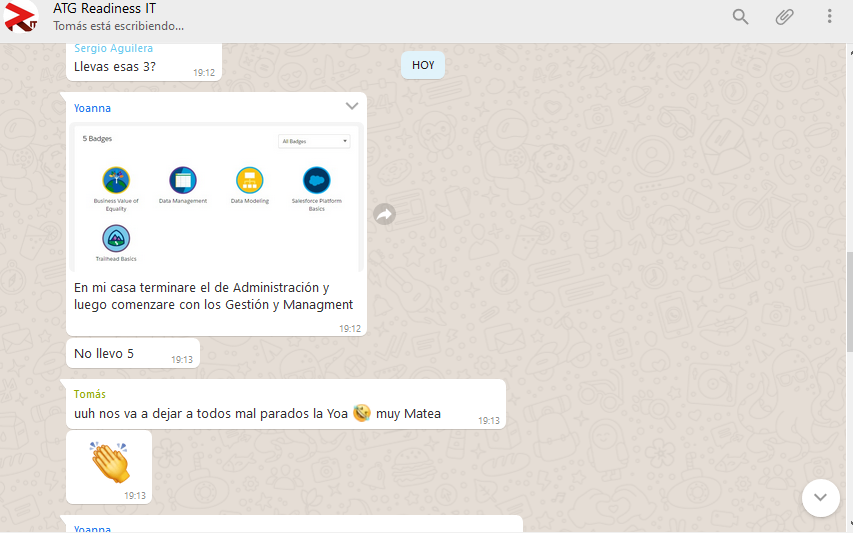 ATG Readiness IT
Tomás está escribiendo...
IT
Sergio Aguilera
Llevas esas 3?
19:12
HOY
Yoanna
5 Badges
All Badges
Business Value of Equality
Data Management
Data Modeling
Salesforce Platform Basics
Trailhead Basics
En mi casa terminare el de Administración y
luego comenzare con los Gestión y Managment
19:12
No llevo 5
19:13
Tomás
uuh nos va a dejar a todos mal parados la Yoa 🤣 muy Matea
19:13
19:13
Yoanna